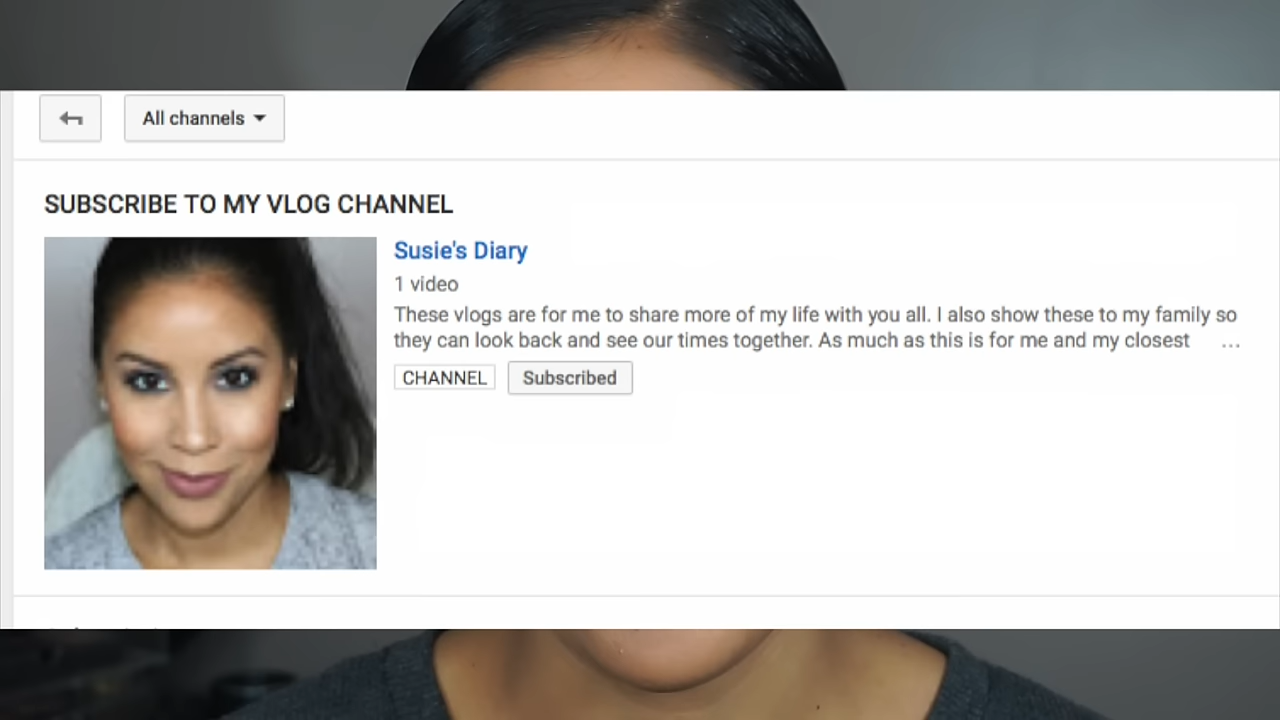 All channels
SUBSCRIBE TO MY VLOG CHANNEL
Susie's Diary
1 video
These vlogs are for me to share more of my life with you all. I also show these to my family so
they can look back and see our times together. As much as this is for me and my closest ...
CHANNEL Subscribed